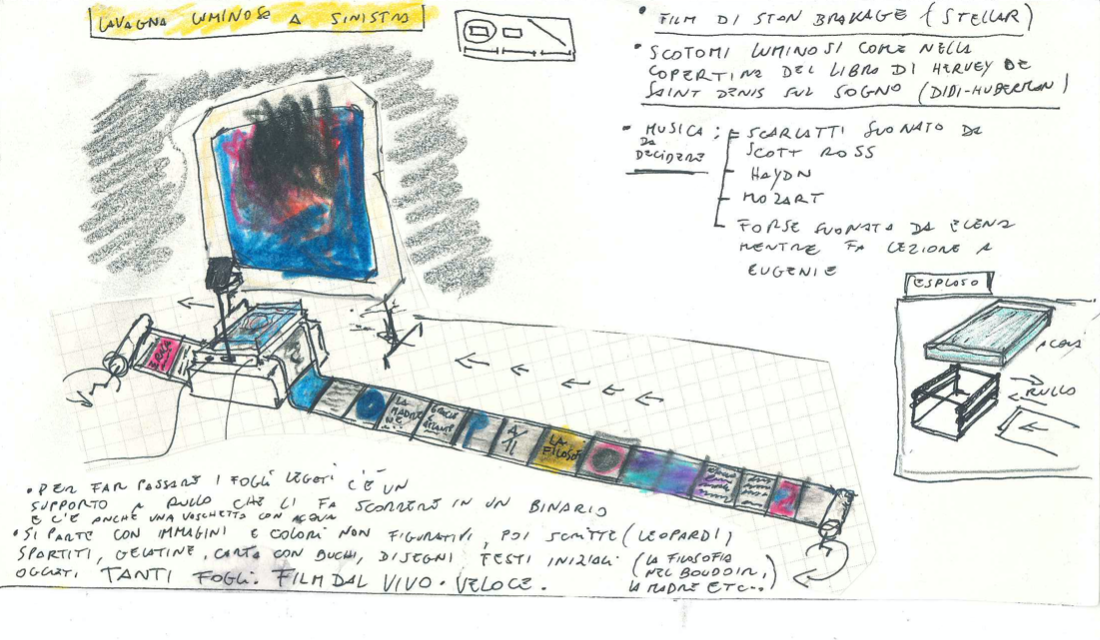 LAVAGNA LUMINOSA A SINISTRA
• FILM DI STAN BRAKAGE (STELLAR)
• SCOTOMI LUMINOSI COME NELLA
COPERTINA DEL LIBRO DI HERVEY DE
SAINT DENIS SUL SOGNO (DIDI-HUBERMAN)
• MUSICA :
DA
DECIDERE
SCARLATTI SUONATO DA
SCOTT ROSS
HAYDN
MOZART
FORSE SUONATA DA ELENA
MENTRE FA LEZIONE A
EUGENIE
ESPLOSO
RULLO
LA
MADRE
LA
FILOSOF
• PER FAR PASSARE I FOGLI LEGATI C'È UN
SUPPORTO A RULLO CHE LI FA SCORRERE IN UN BINARIO
E C'È ANCHE UNA VASCHETTA CON ACQUA
• SI PARTE CON IMMAGINI E COLORI NON FIGURATIVI, POI SCRITTE (LEOPARDI)
SPARTITI, GELATINE, CARTA CON BUCHI, DISEGNI TESTI INIZIALI (LA FILOSOFIA
NEL BOUDOIR,
LA MADRE ETC...)
OGGETTI TANTI FOGLI. FILM DAL VIVO. VELOCE.